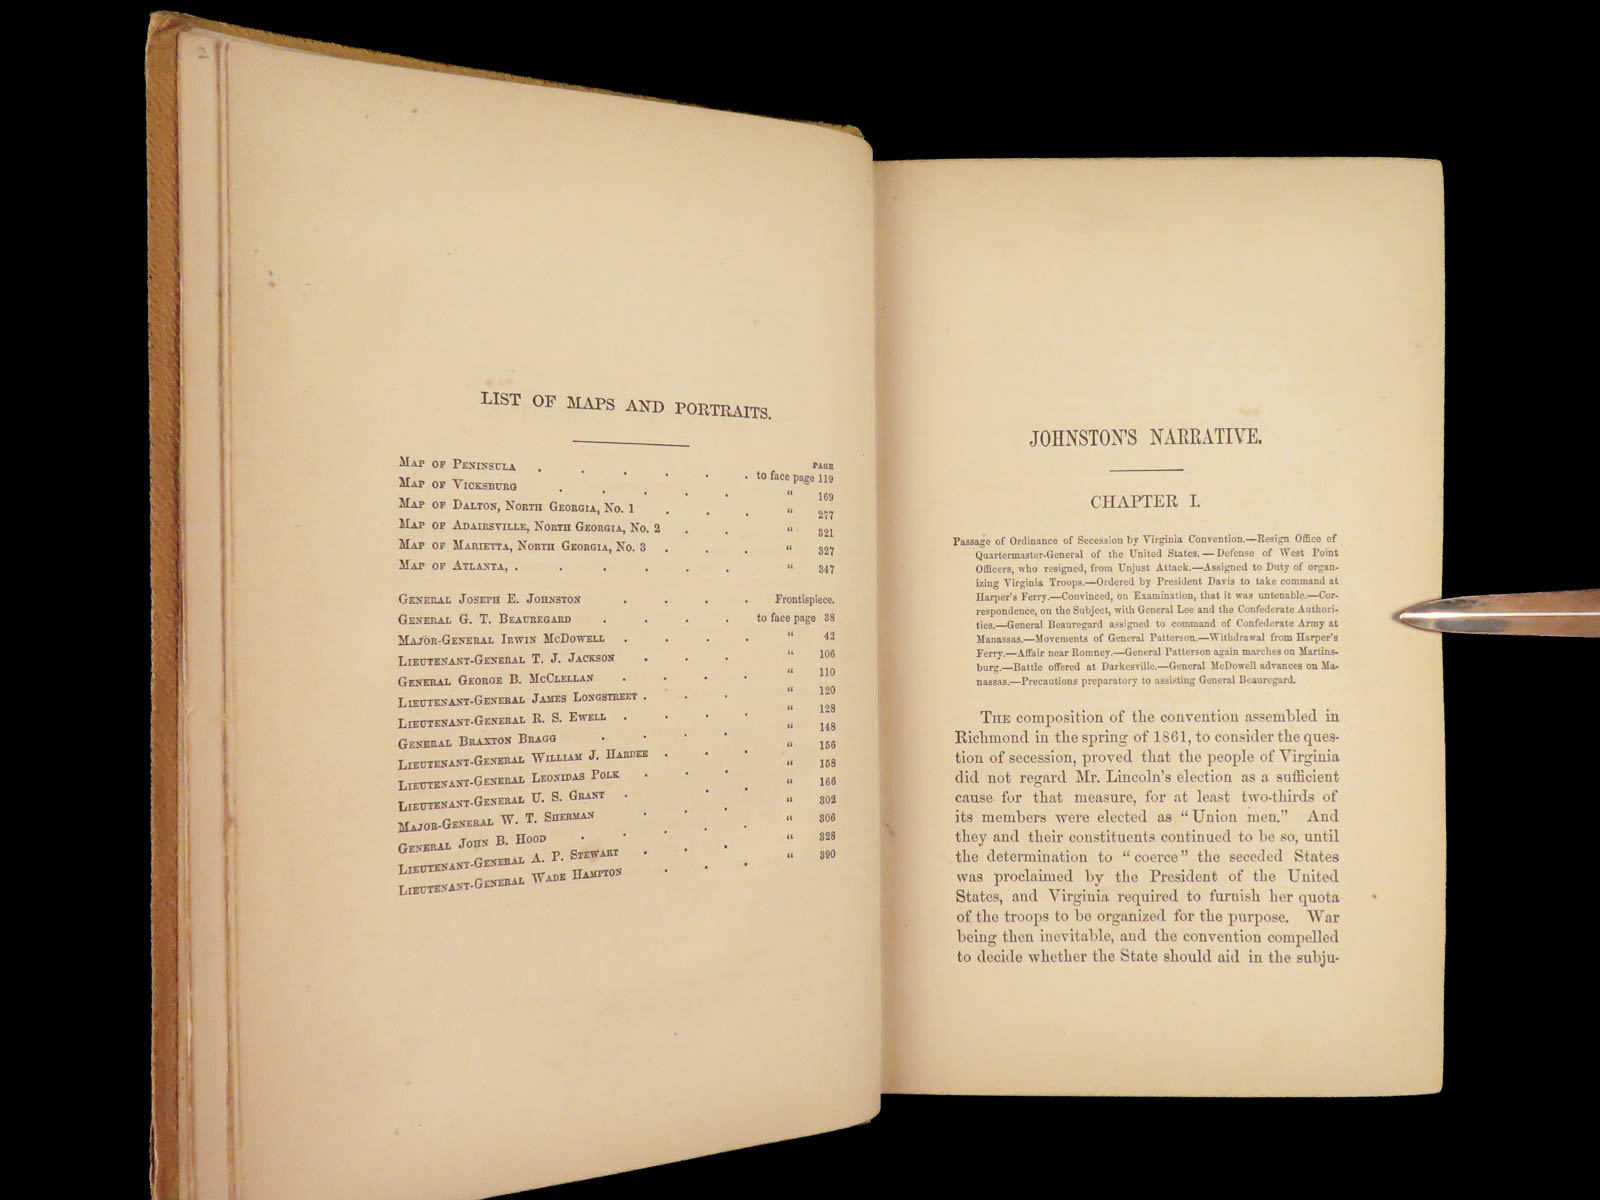 2
LIST OF MAPS AND PORTRAITS.
PAGE
MAP OF PENINSULA . . . . . . to face page 119
MAP OF VICKSBURG . . . . . " 169
MAP OF DALTON, NORTH GEORGIA, No. 1 . . . " 277
MAP OF ADAIRSVILLE, NORTH GEORGIA, No. 2 . . " 321
MAP OF MARIETTA, NORTH GEORGIA, No. 3 . . . " 327
MAP OF ATLANTA, . . . . . . " 347
GENERAL JOSEPH E. JOHNSTON . . . . Frontispiece.
GENERAL G. T. BEAUREGARD . . . . to face page 38
MAJOR-GENERAL IRWIN McDOWELL . . . . " 42
LIEUTENANT-GENERAL T. J. JACKSON . . . " 106
GENERAL GEORGE B. McCLELLAN . . . . " 110
LIEUTENANT-GENERAL JAMES LONGSTREET . . . " 120
LIEUTENANT-GENERAL R. S. EWELL . . . . " 128
GENERAL BRAXTON BRAGG . . . . " 148
LIEUTENANT-GENERAL WILLIAM J. HARDEE . . . " 156
LIEUTENANT-GENERAL LEONIDAS POLK . . . " 158
LIEUTENANT-GENERAL U. S. GRANT . . . " 166
MAJOR-GENERAL W. T. SHERMAN . . . " 302
GENERAL JOHN B. HOOD . . . . . " 306
LIEUTENANT-GENERAL A. P. STEWART . . . " 328
LIEUTENANT-GENERAL WADE HAMPTON . . . " 390
JOHNSTON'S NARRATIVE.
CHAPTER I.
Passage of Ordinance of Secession by Virginia Convention.—Resign Office of
Quartermaster-General of the United States.—Defense of West Point
Officers, who resigned, from Unjust Attack.—Assigned to Duty of organ-
izing Virginia Troops.—Ordered by President Davis to take command at
Harper's Ferry.—Convinced, on Examination, that it was untenable.—Cor-
respondence, on the Subject, with General Lee and the Confederate Authori-
ties.—General Beauregard assigned to command of Confederate Army at
Manassas.—Movements of General Patterson.—Withdrawal from Harper's
Ferry.—Affair near Romney.—General Patterson again marches on Martins-
burg.—Battle offered at Darkesville.—General McDowell advances on Ma-
nassas.—Precautions preparatory to assisting General Beauregard.
THE composition of the convention assembled in
Richmond in the spring of 1861, to consider the ques-
tion of secession, proved that the people of Virginia
did not regard Mr. Lincoln's election as a sufficient
cause for that measure, for at least two-thirds of
its members were elected as "Union men." And
they and their constituents continued to be so, until
the determination to "coerce" the seceded States
was proclaimed by the President of the United
States, and Virginia required to furnish her quota
of the troops to be organized for the purpose. War
being then inevitable, and the convention compelled
to decide whether the State should aid in the subju-